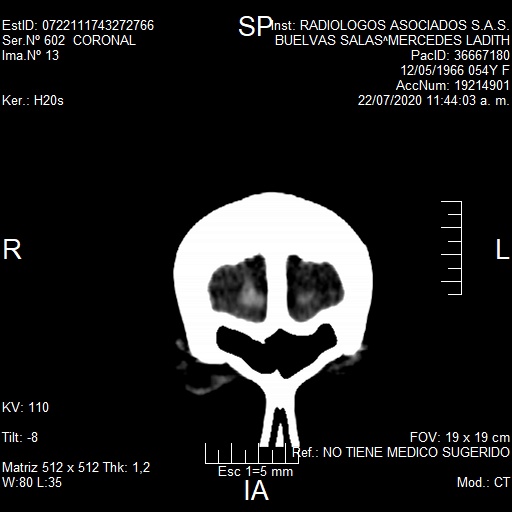 EstID: 0722111743272766
Ser.Nº 602 CORONAL
Ima.Nº 13
Ker.: H20s
SP
Inst: RADIOLOGOS ASOCIADOS S.A.S.
BUELVAS SALAS^MERCEDES LADITH
PacID: 36667180
12/05/1966 054Y F
AccNum: 19214901
22/07/2020 11:44:03 a. m.
R
L
KV: 110
Tilt: -8
Matriz 512 x 512 Thk: 1,2
W:80 L:35
Esc 1=5 mm
IA
FOV: 19 x 19 cm
Ref.: NO TIENE MEDICO SUGERIDO
Mod.: CT